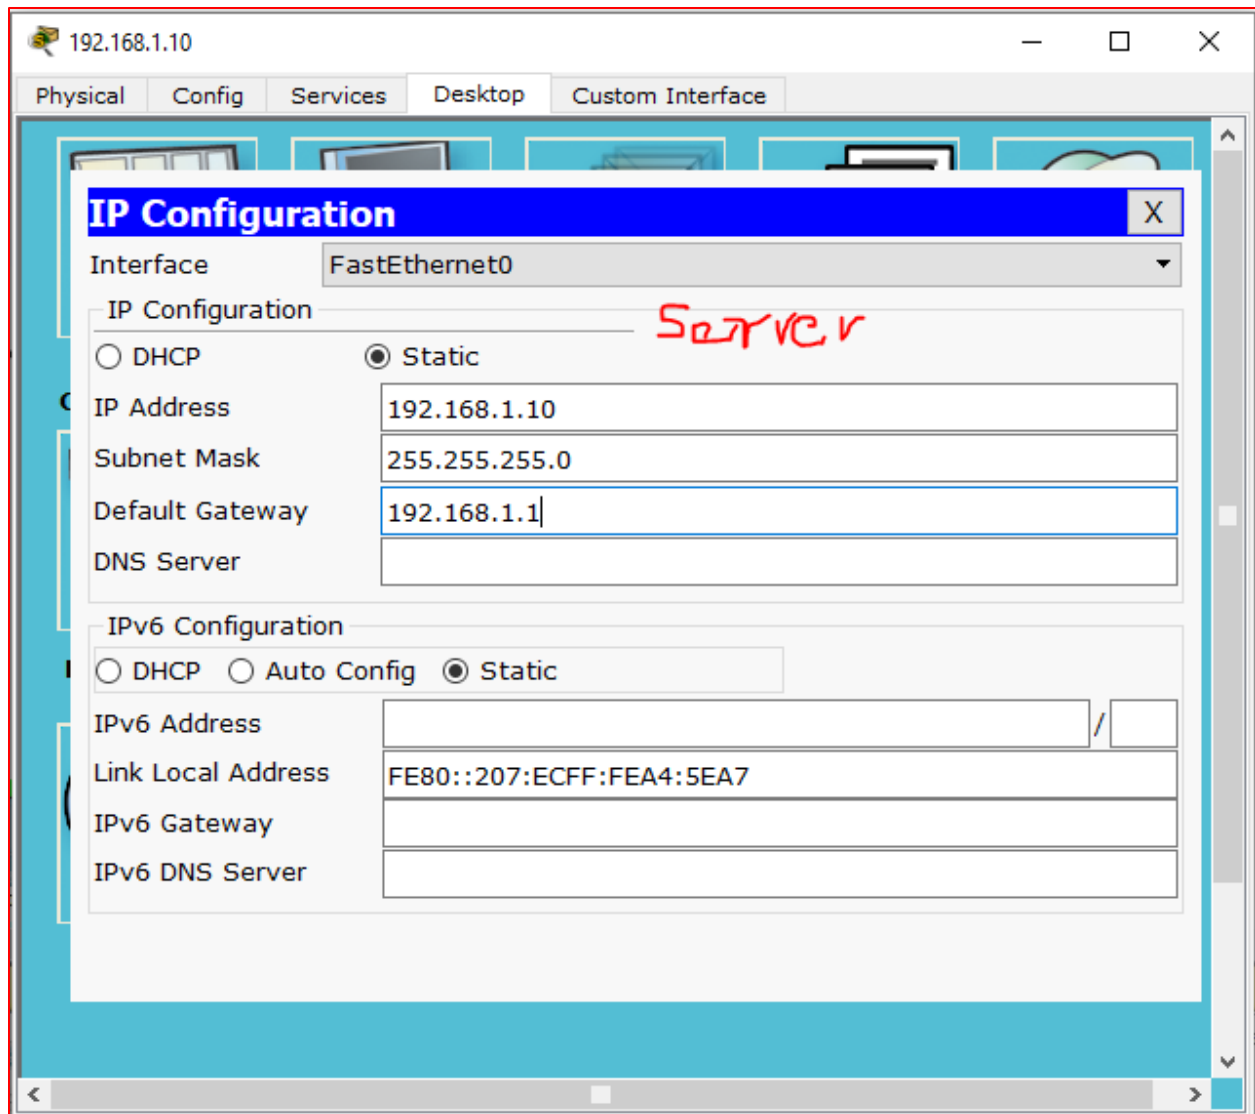 192.168.1.10
Physical Config Services Desktop Custom Interface
IP Configuration X
Interface FastEthernet0
IP Configuration
Server
DHCP Static
IP Address 192.168.1.10
Subnet Mask 255.255.255.0
Default Gateway 192.168.1.1
DNS Server
IPv6 Configuration
DHCP Auto Config Static
IPv6 Address /
Link Local Address FE80::207:ECFF:FEA4:5EA7
IPv6 Gateway
IPv6 DNS Server